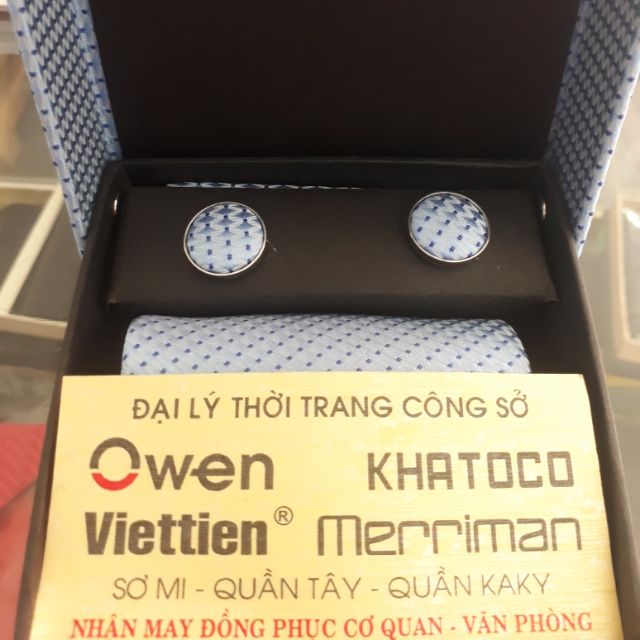 ĐẠI LÝ THỜI TRANG CÔNG SỞ
Owen KHATOCO
Viettien® Merriman
SƠ MI - QUẦN TÂY - QUẦN KAKY
NHẬN MAY ĐỒNG PHỤC CƠ QUAN - VĂN PHÒNG